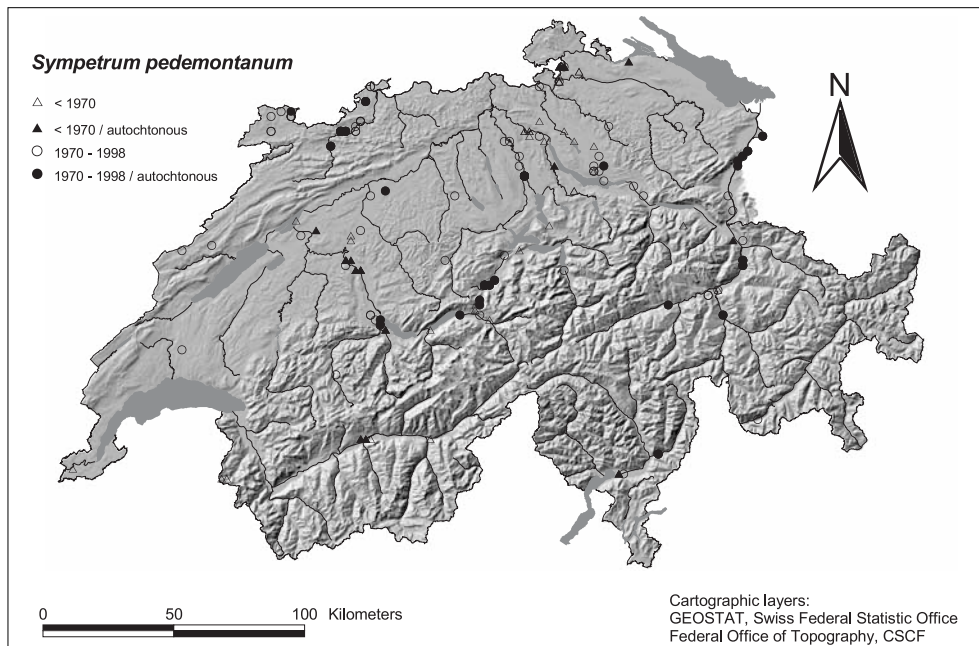 Sympetrum pedemontanum
< 1970
< 1970 / autochtonous
1970 - 1998
1970 - 1998 / autochtonous
N
0 50 100 Kilometers
Cartographic layers:
GEOSTAT, Swiss Federal Statistic Office
Federal Office of Topography, CSCF